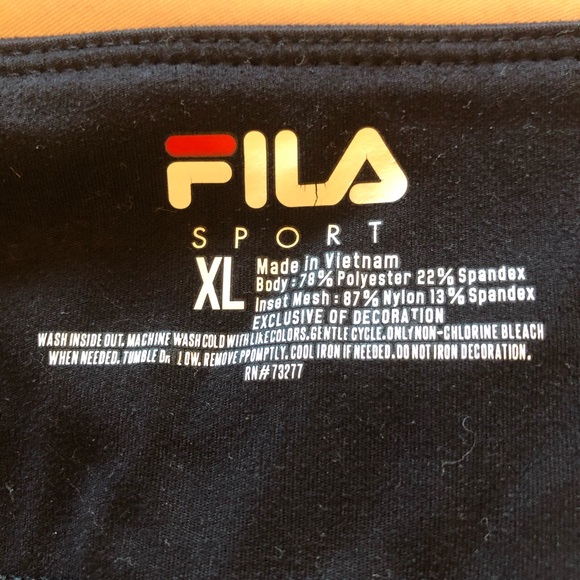 FILA
SPORT
XL
Made in Vietnam
Body : 78% Polyester 22% Spandex
Inset Mesh : 87% Nylon 13% Spandex
EXCLUSIVE OF DECORATION
WASH INSIDE OUT. MACHINE WASH COLD WITH LIKE COLORS. GENTLE CYCLE. ONLY NON-CHLORINE BLEACH
WHEN NEEDED. TUMBLE LOW. REMOVE PPOMPTLY. COOL IRON IF NEEDED. DO NOT IRON DECORATION.
RN# 73277